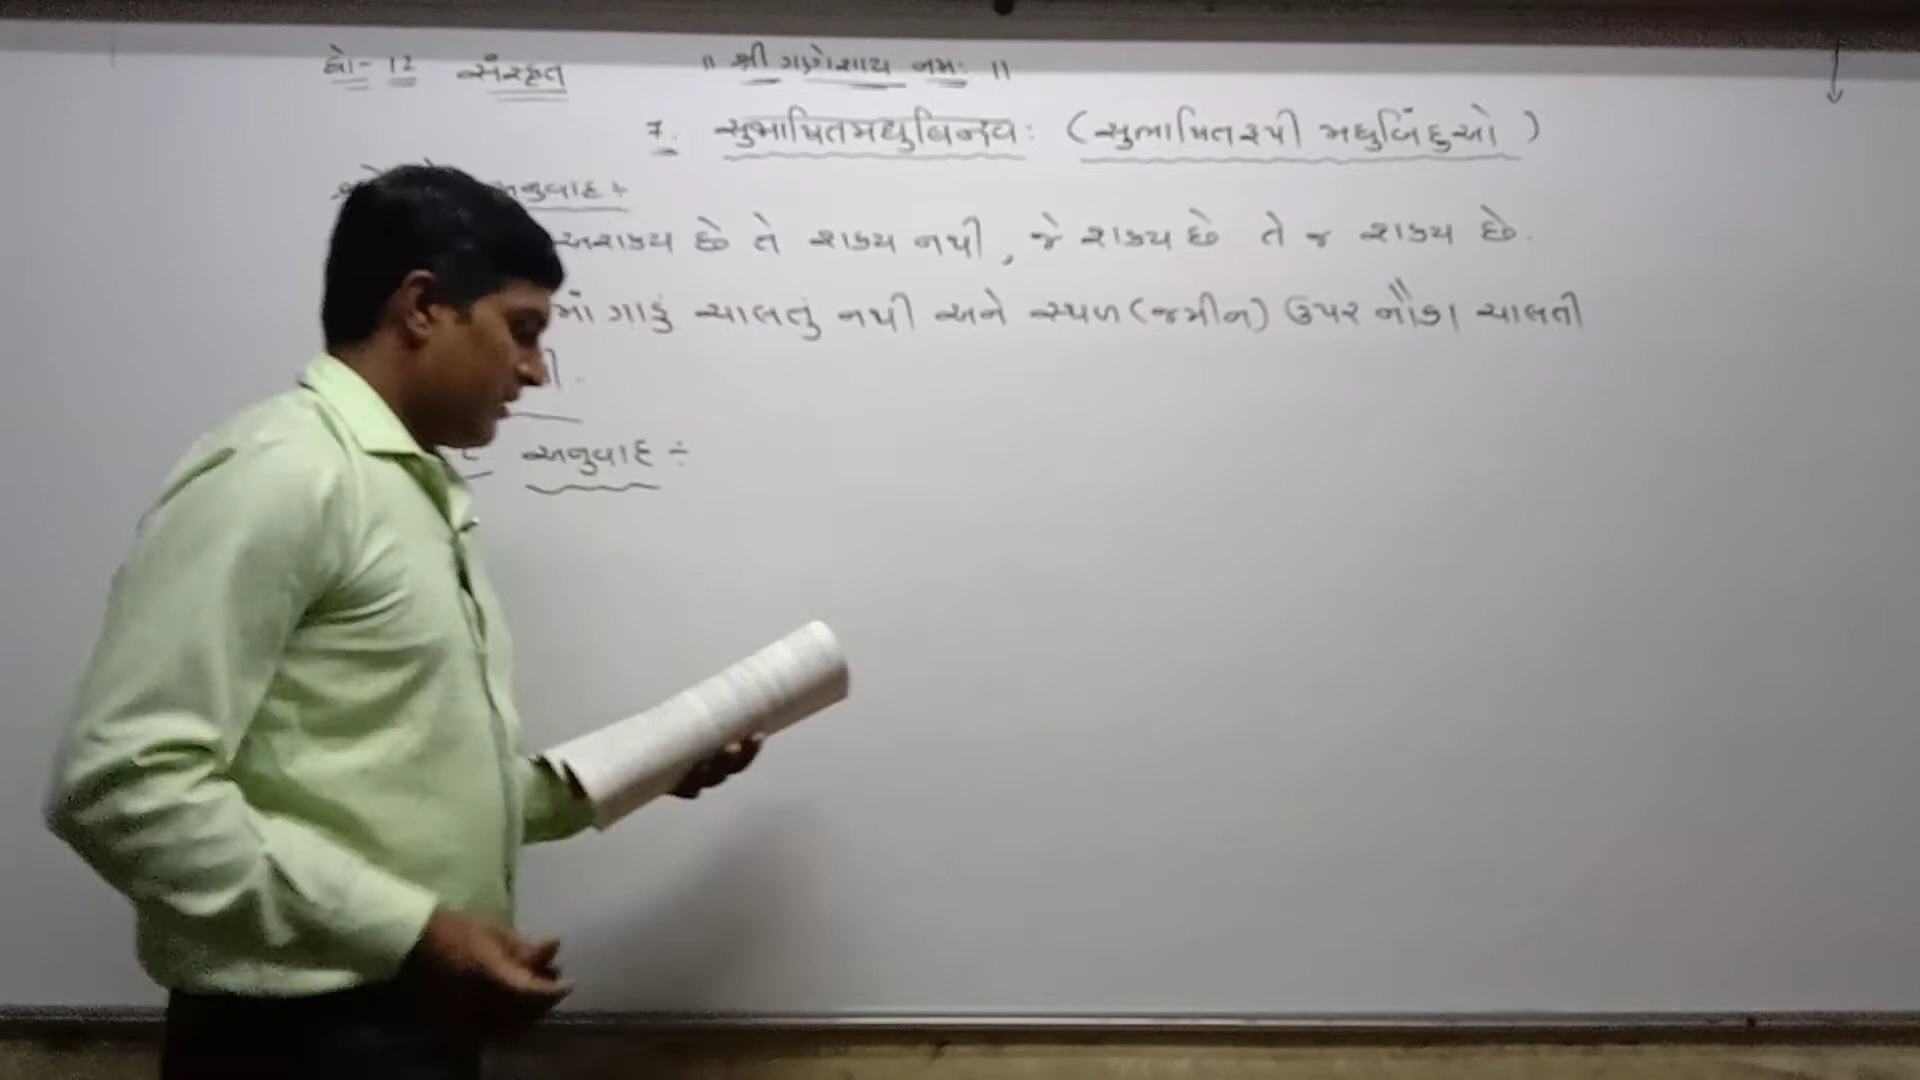 ધો- 12 સંસ્કૃત ॥ શ્રી ગણેશાય નમઃ ॥
7. સુભાષિતમધુબિન્દવઃ (સુભાષિતરૂપી મધુબિંદુઓ)
અનુવાદ ÷
અશક્ય છે તે શક્ય નથી, જે શક્ય છે તે જ શક્ય છે.
માં ગાડું ચાલતું નથી અને સ્થળ (જમીન) ઉપર નૌકા ચાલતી
અનુવાદ ÷